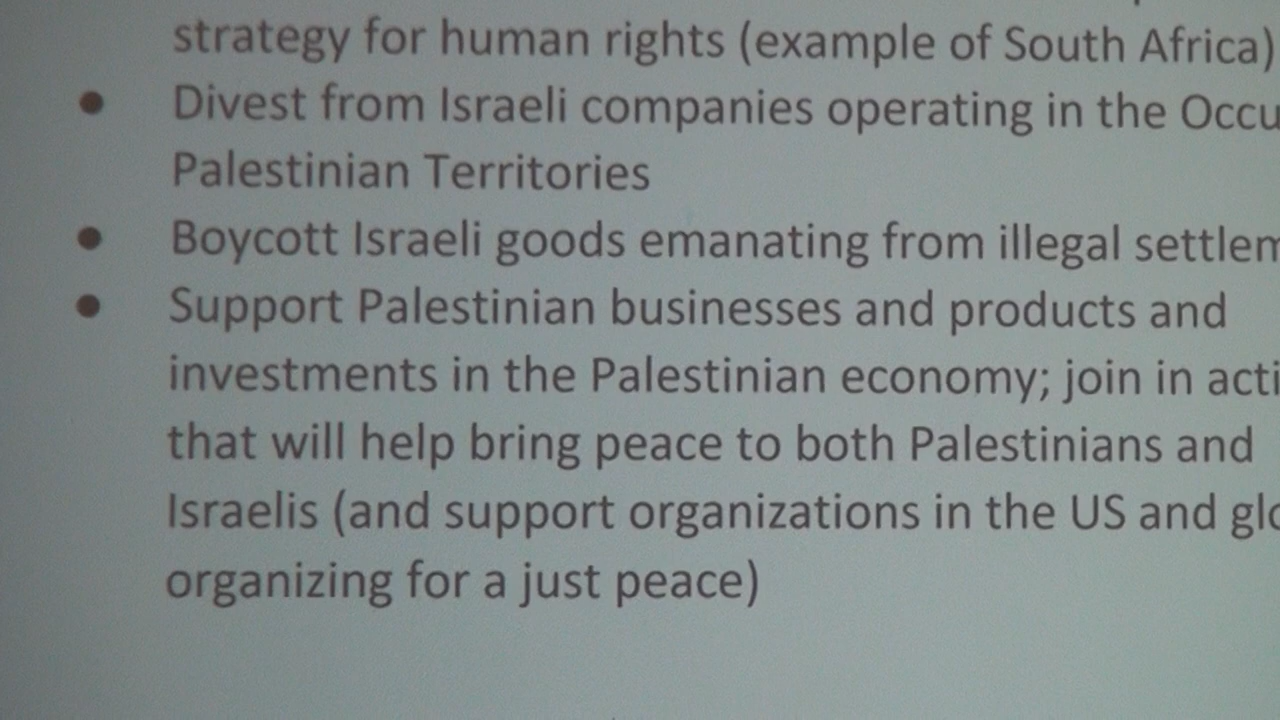 strategy for human rights (example of South Africa)
• Divest from Israeli companies operating in the Occu
Palestinian Territories
• Boycott Israeli goods emanating from illegal settlem
• Support Palestinian businesses and products and
investments in the Palestinian economy; join in acti
that will help bring peace to both Palestinians and
Israelis (and support organizations in the US and glo
organizing for a just peace)